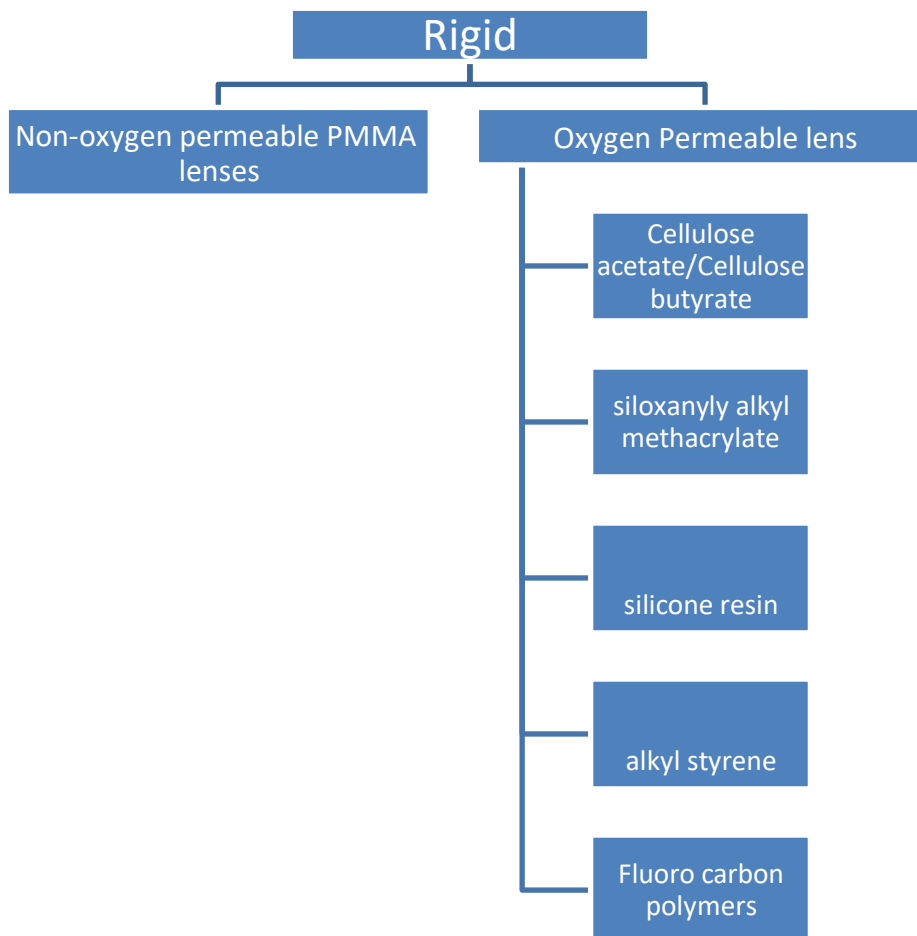 Rigid
Non-oxygen permeable PMMA
lenses
Oxygen Permeable lens
Cellulose
acetate/Cellulose
butyrate
siloxanyly alkyl
methacrylate
silicone resin
alkyl styrene
Fluoro carbon
polymers